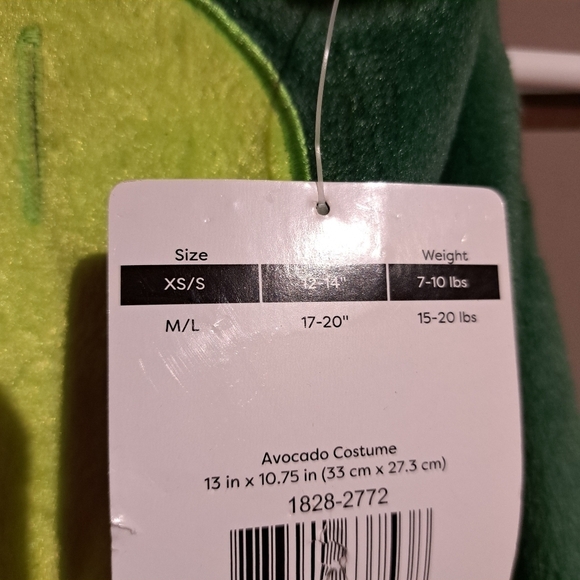 Size Weight
XS/S 12-14" 7-10 lbs
M/L 17-20" 15-20 lbs
Avocado Costume
13 in x 10.75 in (33 cm x 27.3 cm)
1828-2772